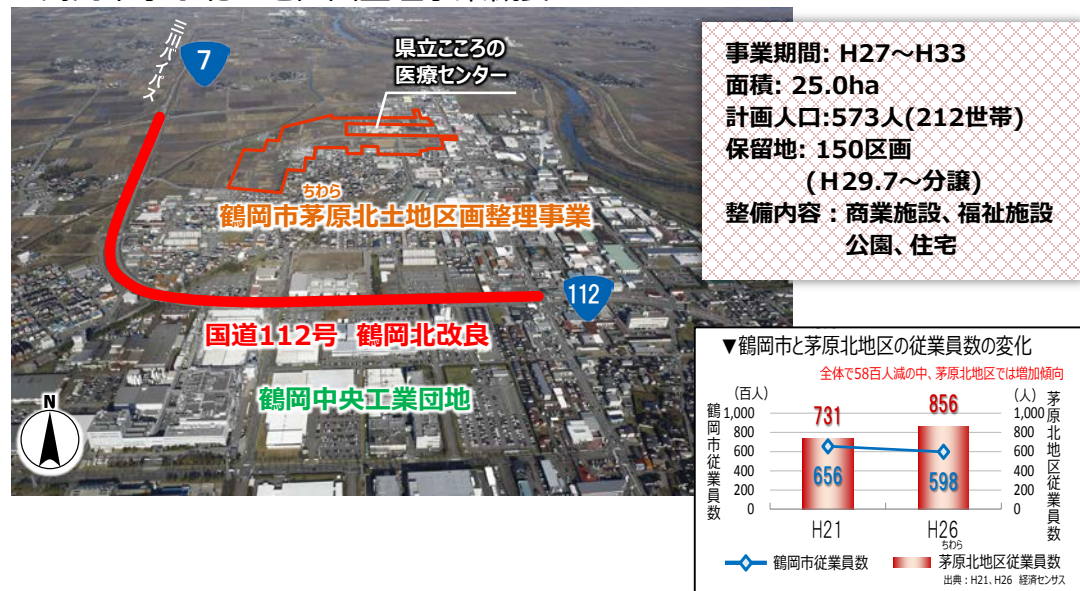 三川バイパス
7
県立こころの
医療センター
ちわら
鶴岡市茅原北土地区画整理事業
112
国道112号 鶴岡北改良
鶴岡中央工業団地
N
事業期間: H27~H33
面積: 25.0ha
計画人口:573人(212世帯)
保留地: 150区画
(H29.7~分譲)
整備内容：商業施設、福祉施設
公園、住宅
▼鶴岡市と茅原北地区の従業員数の変化
全体で58百人減の中、茅原北地区では増加傾向
(百人)
(人)
鶴岡市従業員数
茅原北地区従業員数
1,000
800
600
400
200
0
731
856
656
598
1,000
800
600
400
200
0
H21
H26
ちわら
鶴岡市従業員数
茅原北地区従業員数
出典：H21、H26 経済センサス